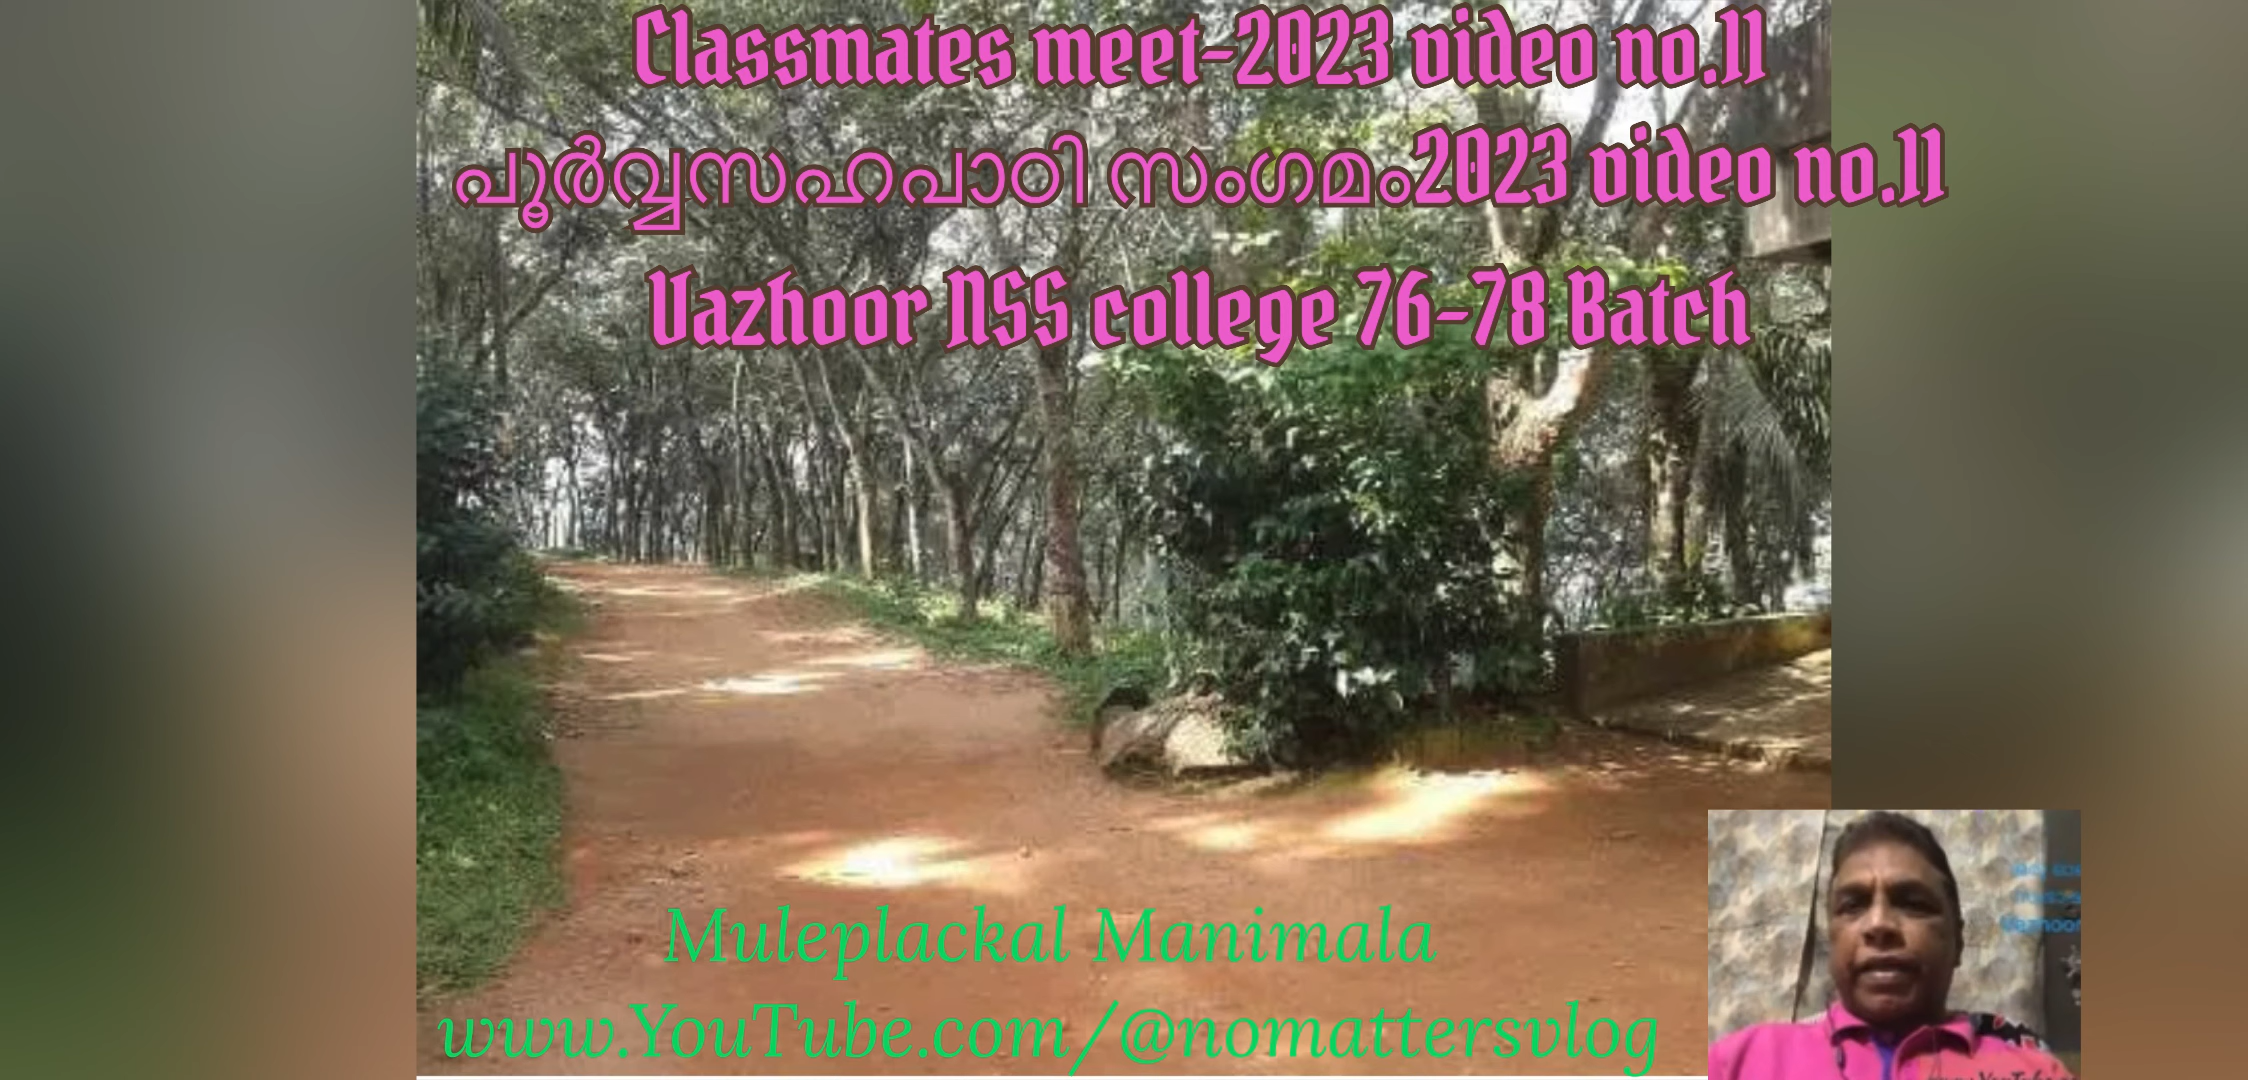 Classmates meet-2023 video no.11
പൂർവ്വസഹപാഠി സംഗമം2023 video no.11
Vazhoor NSS college 76-78 Batch
Muleplackal Manimala
www.YouTube.com/@nomattersvlog
Vazhoor